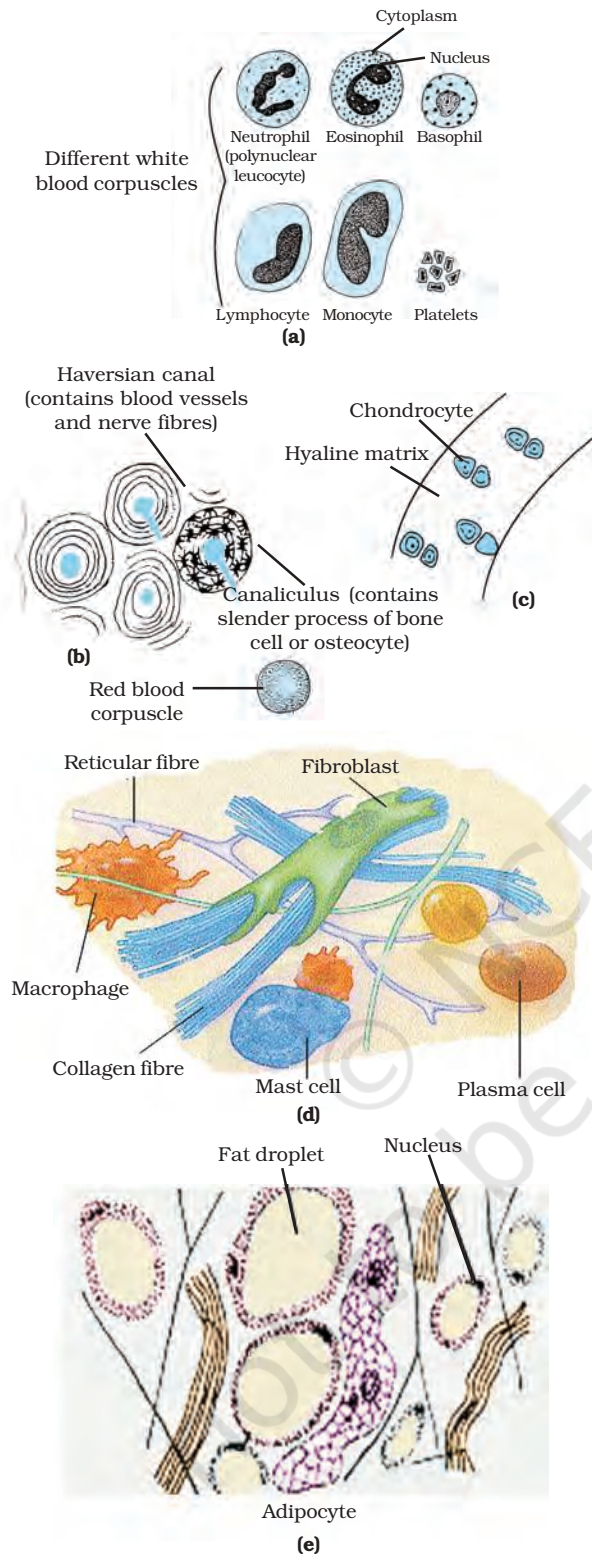 Cytoplasm
Nucleus
Neutrophil
(polynuclear
leucocyte)
Eosinophil
Basophil
Different white
blood corpuscles
Lymphocyte
Monocyte
Platelets
(a)
Haversian canal
(contains blood vessels
and nerve fibres)
Chondrocyte
Hyaline matrix
(c)
Canaliculus (contains
slender process of bone
cell or osteocyte)
(b)
Red blood
corpuscle
Reticular fibre
Fibroblast
Macrophage
Collagen fibre
Mast cell
Plasma cell
(d)
Fat droplet
Nucleus
Adipocyte
(e)